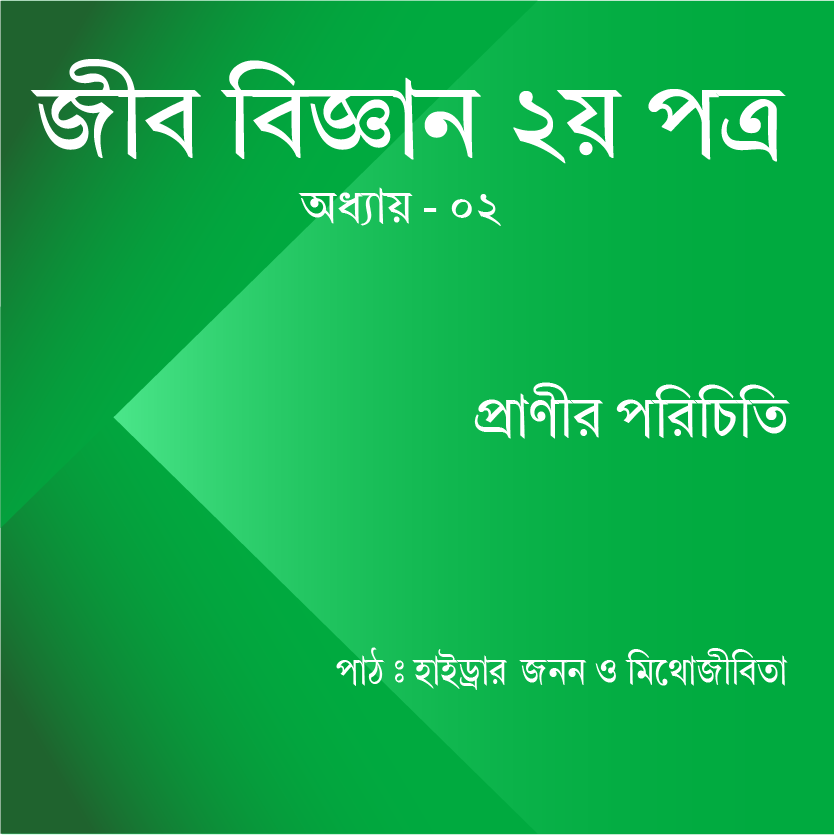 জীব বিজ্ঞান ২য় পত্র
অধ্যায় - ০২
প্রাণীর পরিচিতি
পাঠ ঃ হাইড্রার জনন ও মিথোজীবিতা